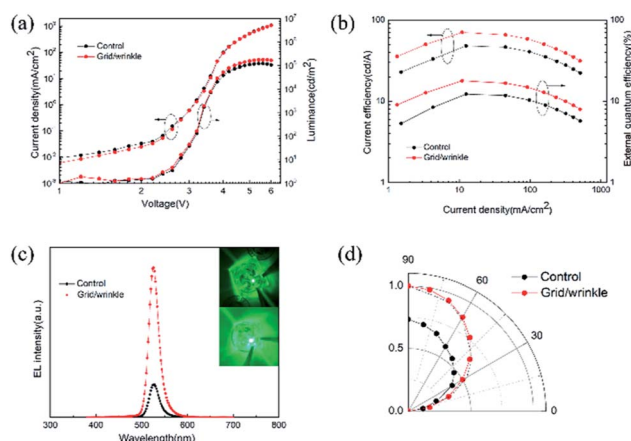 (a)
Control
Grid/wrinkle
Current density(mA/cm²)
Luminance(cd/m²)
Voltage(V)
1 2 3 4 5 6
(b)
Current efficiency(cd/A)
External quantum efficiency(%)
100
10
1
Control
Grid/wrinkle
1 10 100 1000
Current density(mA/cm²)
(c)
Control
Grid/wrinkle
EL intensity(a.u.)
300 400 500 600 700 800
Wavelength(nm)
(d)
90
60
30
0
1.0
0.5
0.0
Control
Grid/wrinkle